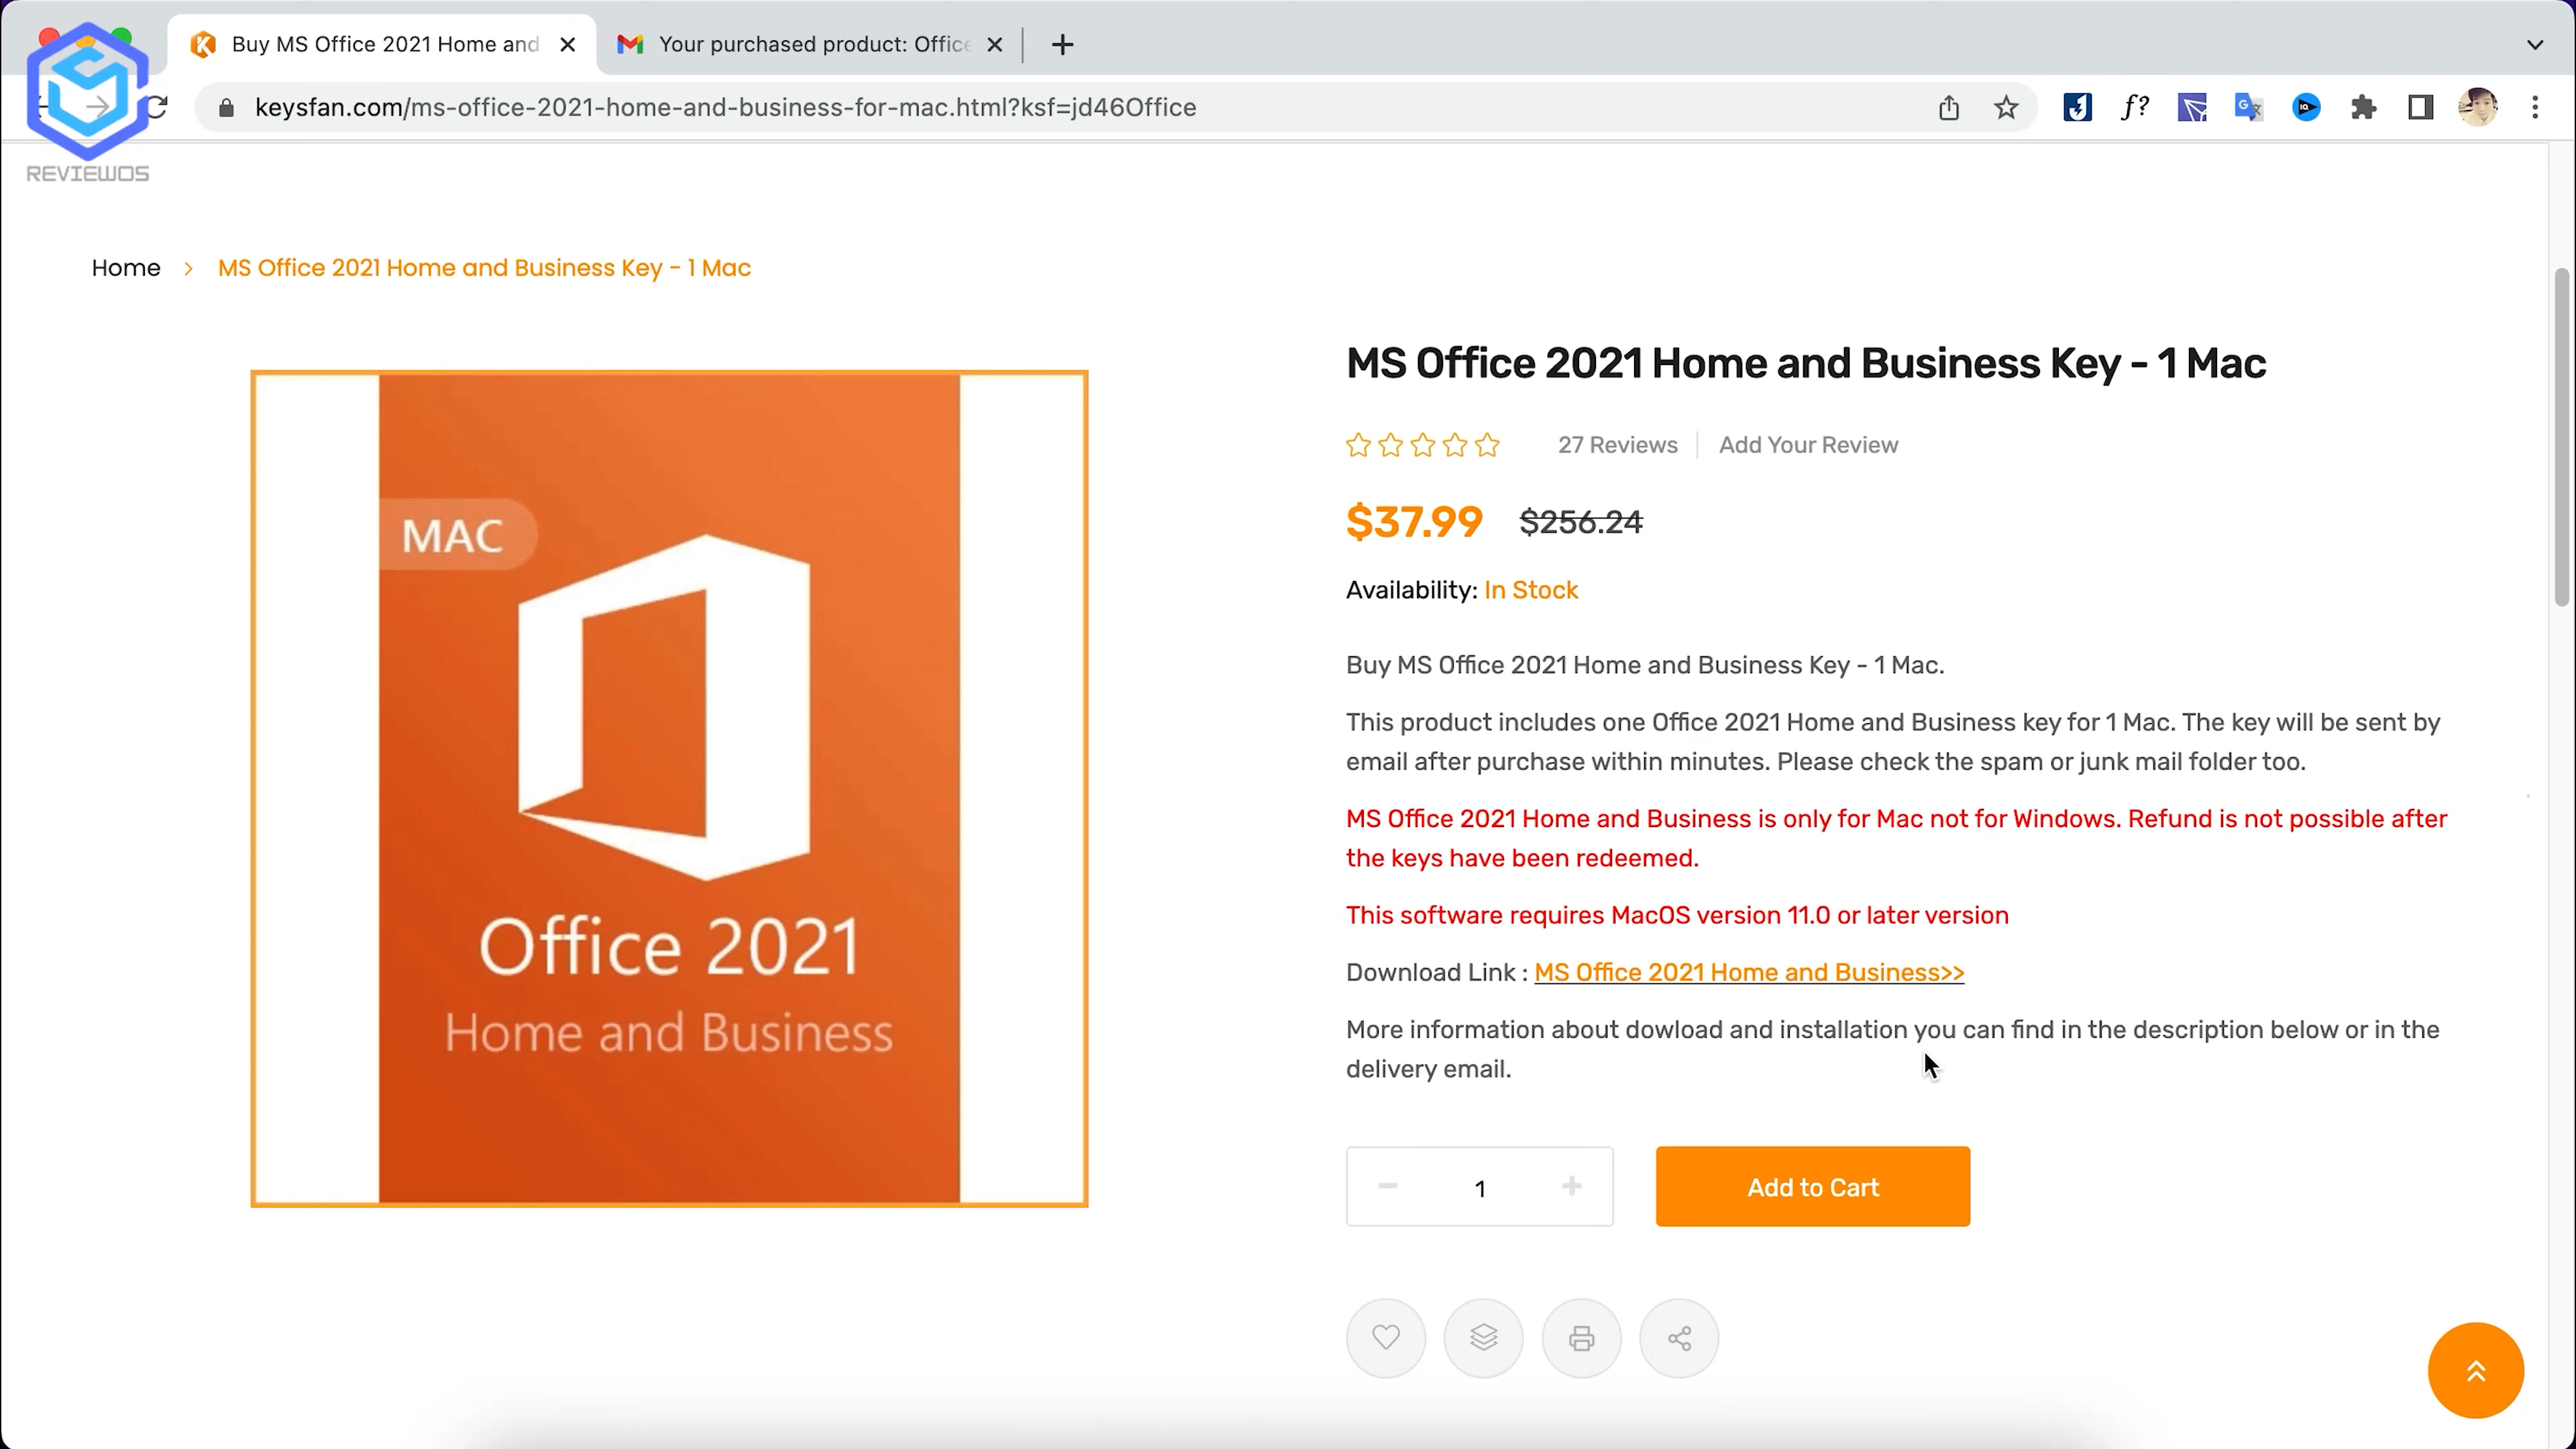 Buy MS Office 2021 Home and
Your purchased product: Office
keysfan.com/ms-office-2021-home-and-business-for-mac.html?ksf=jd46Office
REVIEWOS
Home > MS Office 2021 Home and Business Key - 1 Mac
MAC
Office 2021
Home and Business
MS Office 2021 Home and Business Key - 1 Mac
27 Reviews | Add Your Review
$37.99 $256.24
Availability: In Stock
Buy MS Office 2021 Home and Business Key - 1 Mac.
This product includes one Office 2021 Home and Business key for 1 Mac. The key will be sent by
email after purchase within minutes. Please check the spam or junk mail folder too.
MS Office 2021 Home and Business is only for Mac not for Windows. Refund is not possible after
the keys have been redeemed.
This software requires MacOS version 11.0 or later version
Download Link : MS Office 2021 Home and Business>>
More information about dowload and installation you can find in the description below or in the
delivery email.
1
Add to Cart